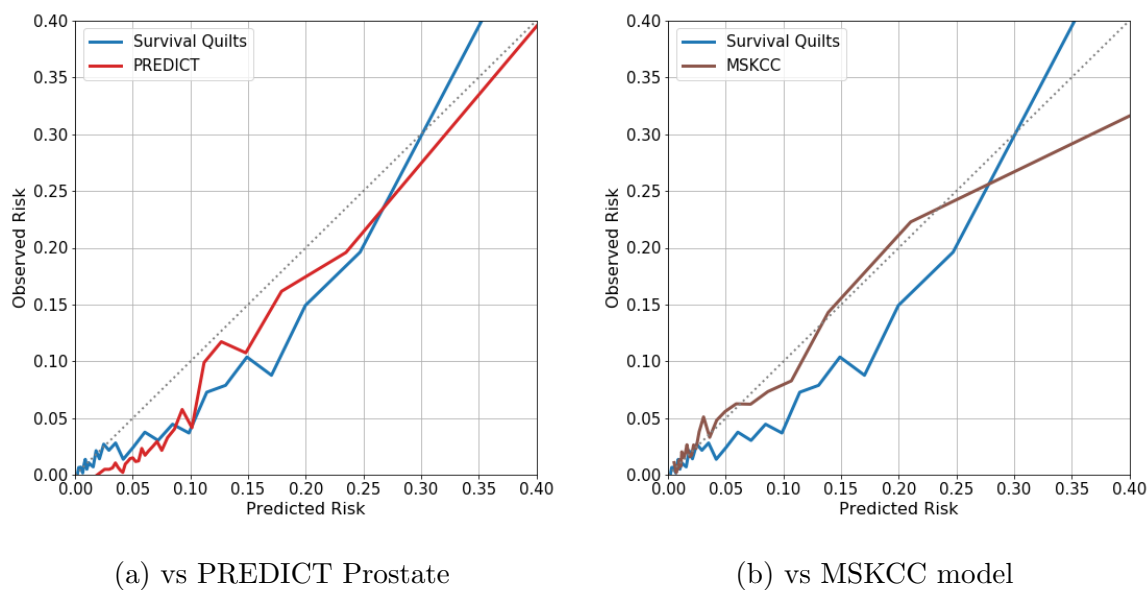 Survival Quilts
PREDICT
0.40
0.35
0.30
0.25
0.20
0.15
0.10
0.05
0.00
Observed Risk
0.00 0.05 0.10 0.15 0.20 0.25 0.30 0.35 0.40
Predicted Risk
(a) vs PREDICT Prostate
Survival Quilts
MSKCC
0.40
0.35
0.30
0.25
0.20
0.15
0.10
0.05
0.00
Observed Risk
0.00 0.05 0.10 0.15 0.20 0.25 0.30 0.35 0.40
Predicted Risk
(b) vs MSKCC model